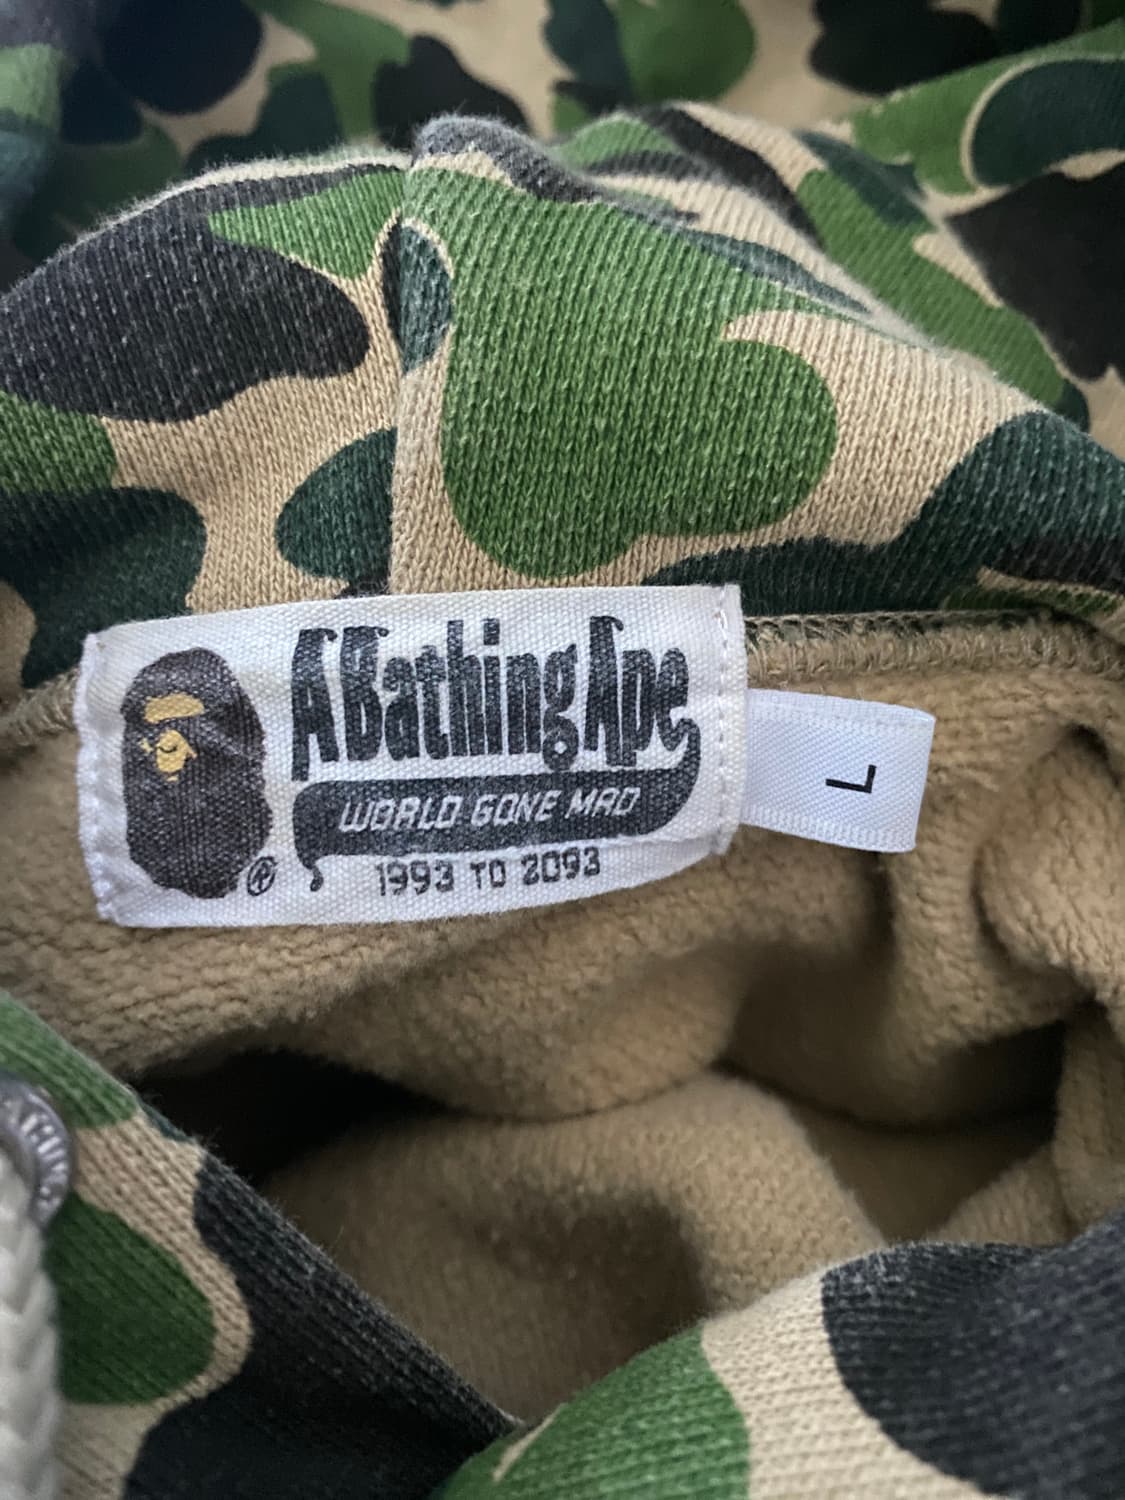 A Bathing Ape
WORLD GONE MAD
® 1993 TO 2093
L